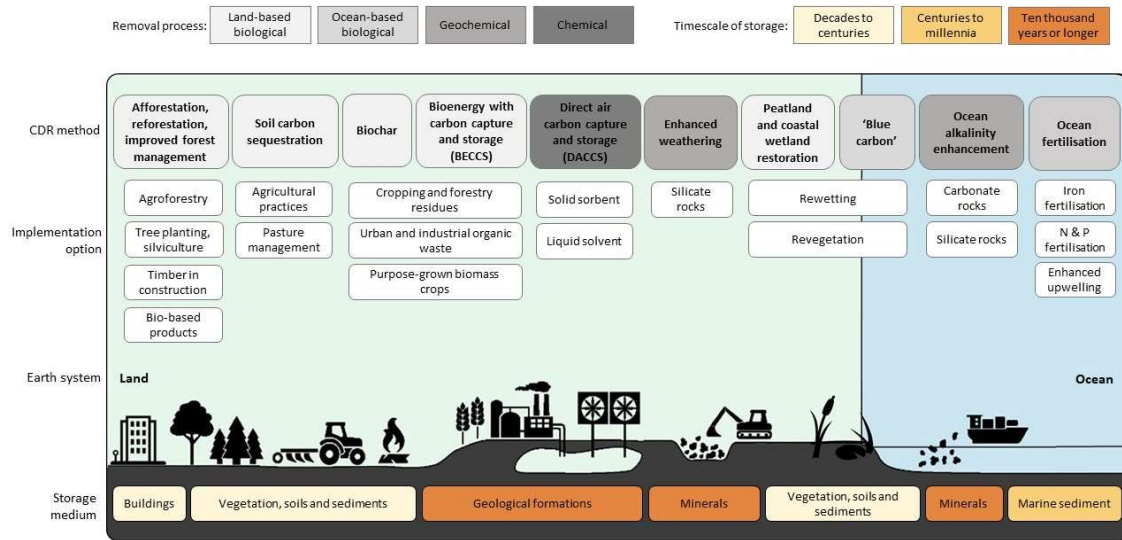 Removal process:
Land-based
biological
Ocean-based
biological
Geochemical
Chemical
Timescale of storage:
Decades to
centuries
Centuries to
millennia
Ten thousand
years or longer
CDR method
Afforestation,
reforestation,
improved forest
management
Soil carbon
sequestration
Biochar
Bioenergy with
carbon capture
and storage
(BECCS)
Direct air
carbon capture
and storage
(DACCS)
Enhanced
weathering
Peatland
and coastal
wetland
restoration
‘Blue
carbon’
Ocean
alkalinity
enhancement
Ocean
fertilisation
Implementation
option
Agroforestry
Tree planting,
silviculture
Timber in
construction
Bio-based
products
Agricultural
practices
Pasture
management
Cropping and forestry
residues
Urban and industrial organic
waste
Purpose-grown biomass
crops
Solid sorbent
Liquid solvent
Silicate
rocks
Rewetting
Revegetation
Carbonate
rocks
Silicate rocks
Iron
fertilisation
N & P
fertilisation
Enhanced
upwelling
Earth system
Land
Ocean
Storage
medium
Buildings
Vegetation, soils and sediments
Geological formations
Minerals
Vegetation, soils and
sediments
Minerals
Marine sediment